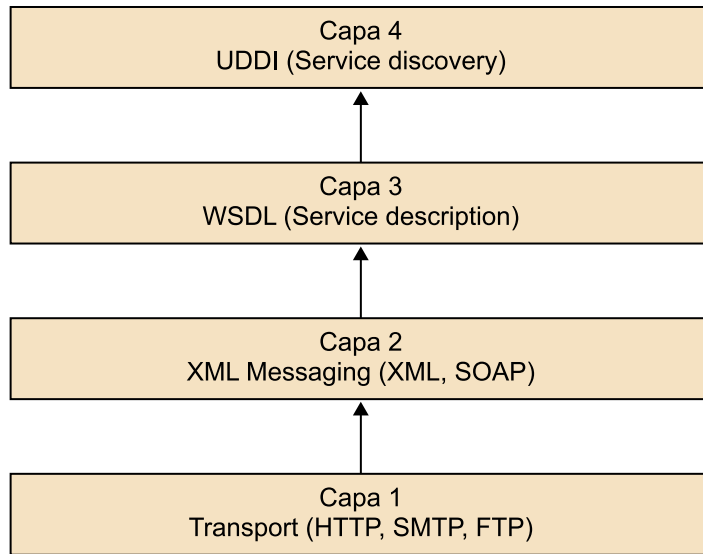 Capa 4
UDDI (Service discovery)
Capa 3
WSDL (Service description)
Capa 2
XML Messaging (XML, SOAP)
Capa 1
Transport (HTTP, SMTP, FTP)